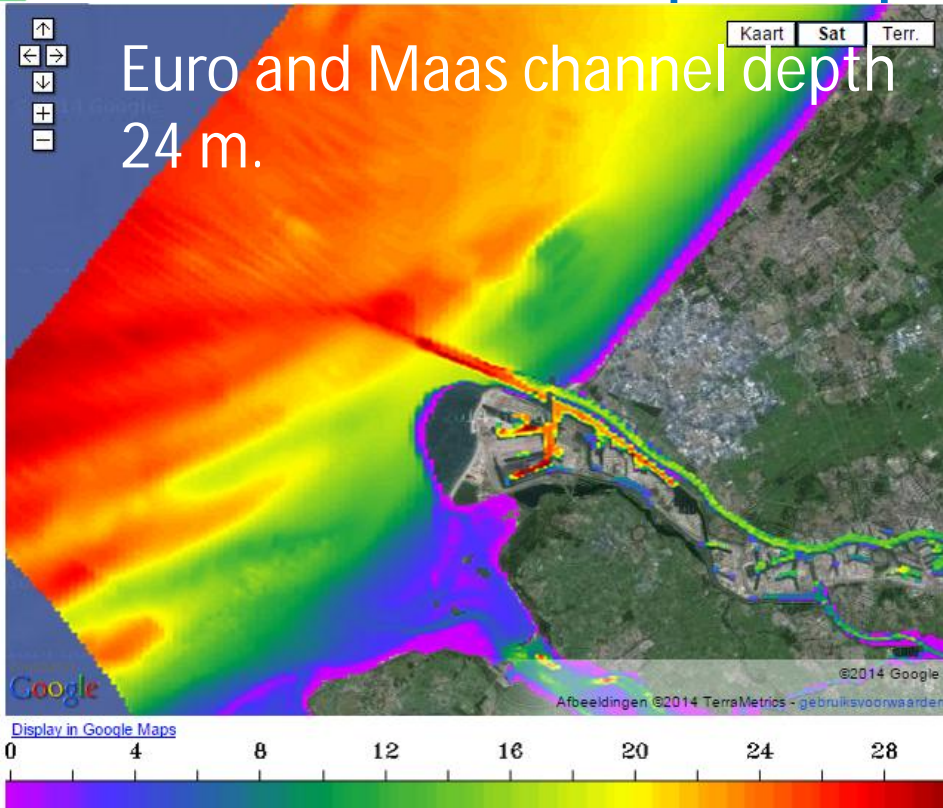 Kaart Sat Terr.
Euro and Maas channel depth
24 m.
Google
©2014 Google
Afbeeldingen ©2014 TerraMetrics - gebruiksvoorwaarden
Display in Google Maps
0 4 8 12 16 20 24 28